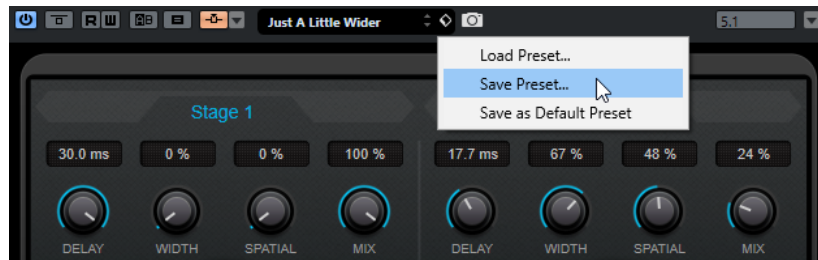 R W AB Just A Little Wider 5.1
Load Preset...
Save Preset...
Save as Default Preset
Stage 1
30.0 ms 0 % 0 % 100 % 17.7 ms 67 % 48 % 24 %
DELAY WIDTH SPATIAL MIX DELAY WIDTH SPATIAL MIX